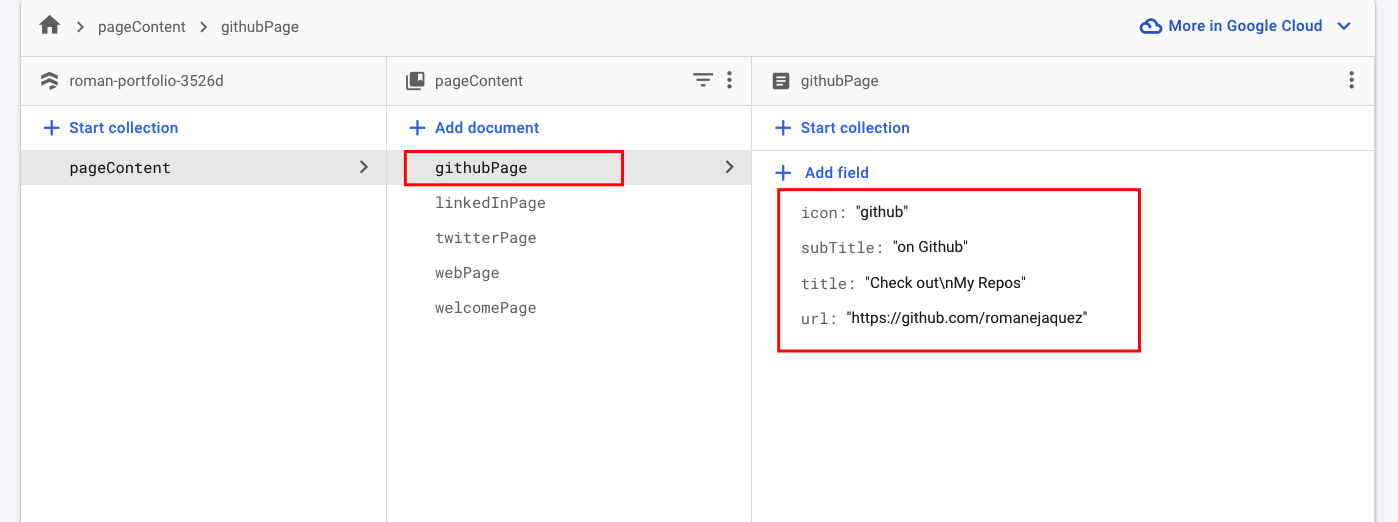 pageContent > githubPage
More in Google Cloud
roman-portfolio-3526d
Start collection
pageContent
pageContent
Add document
githubPage
linkedInPage
twitterPage
webPage
welcomePage
githubPage
Start collection
Add field
icon: "github"
subTitle: "on Github"
title: "Check out\nMy Repos"
url: "https://github.com/romanejaquez"